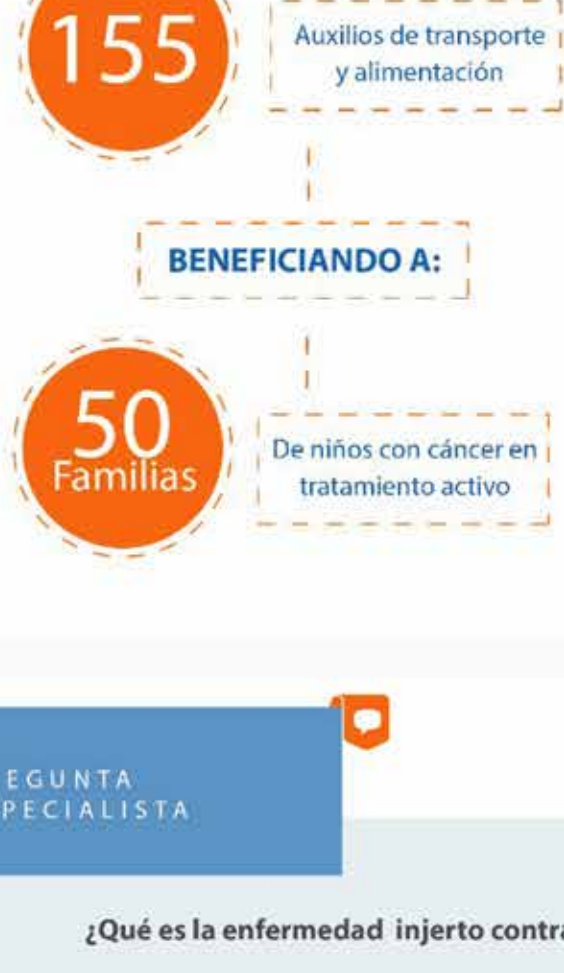 155
Auxilios de transporte
y alimentación
BENEFICIANDO A:
50
Familias
De niños con cáncer en
tratamiento activo
EGUNTA
PECIALISTA
¿Qué es la enfermedad injerto contra